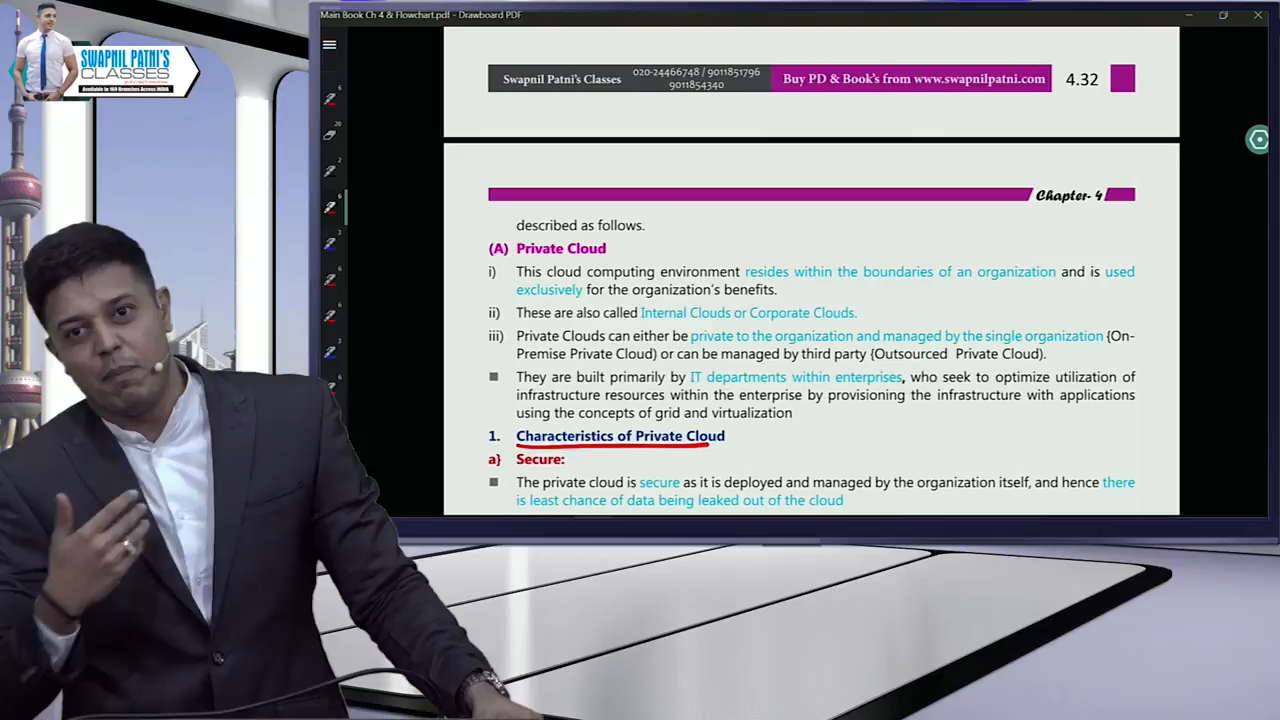 Main Book Ch 4 & Flowchart.pdf - Drawboard PDF
SWAPNIL PATNI'S
CLASSES
Available in 169 Branches Across INDIA
Swapnil Patni's Classes
020-24466748 / 9011851796
9011854340
Buy PD & Book's from www.swapnilpatni.com
4.32
Chapter- 4
described as follows.
(A) Private Cloud
i) This cloud computing environment resides within the boundaries of an organization and is used
exclusively for the organization's benefits.
ii) These are also called Internal Clouds or Corporate Clouds.
iii) Private Clouds can either be private to the organization and managed by the single organization {On-
Premise Private Cloud) or can be managed by third party {Outsourced Private Cloud).
■ They are built primarily by IT departments within enterprises, who seek to optimize utilization of
infrastructure resources within the enterprise by provisioning the infrastructure with applications
using the concepts of grid and virtualization
1. Characteristics of Private Cloud
a} Secure:
■ The private cloud is secure as it is deployed and managed by the organization itself, and hence there
is least chance of data being leaked out of the cloud